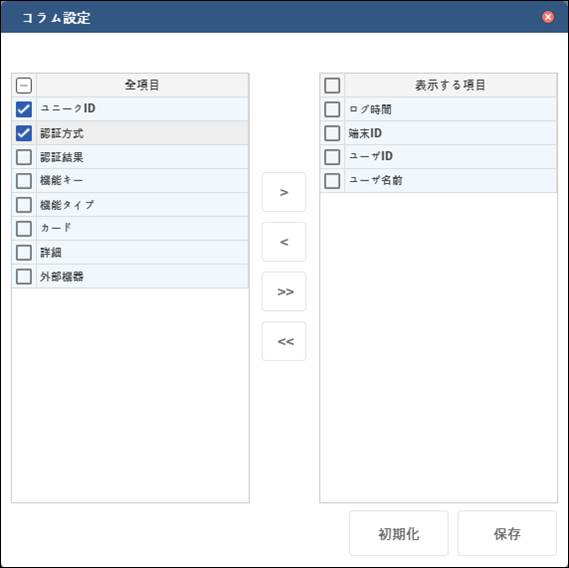 コラム設定
全項目
ユニークID
認証方式
認証結果
機能キー
機能タイプ
カード
詳細
外部機器
>
<
>>
<<
表示する項目
ログ時間
端末ID
ユーザID
ユーザ名前
初期化
保存